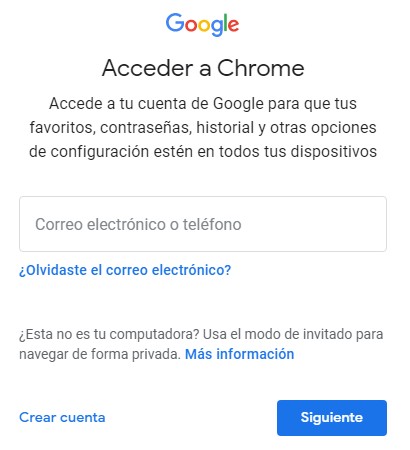 Google
Acceder a Chrome
Accede a tu cuenta de Google para que tus
favoritos, contraseñas, historial y otras opciones
de configuración estén en todos tus dispositivos
Correo electrónico o teléfono
¿Olvidaste el correo electrónico?
¿Esta no es tu computadora? Usa el modo de invitado para
navegar de forma privada. Más información
Crear cuenta
Siguiente